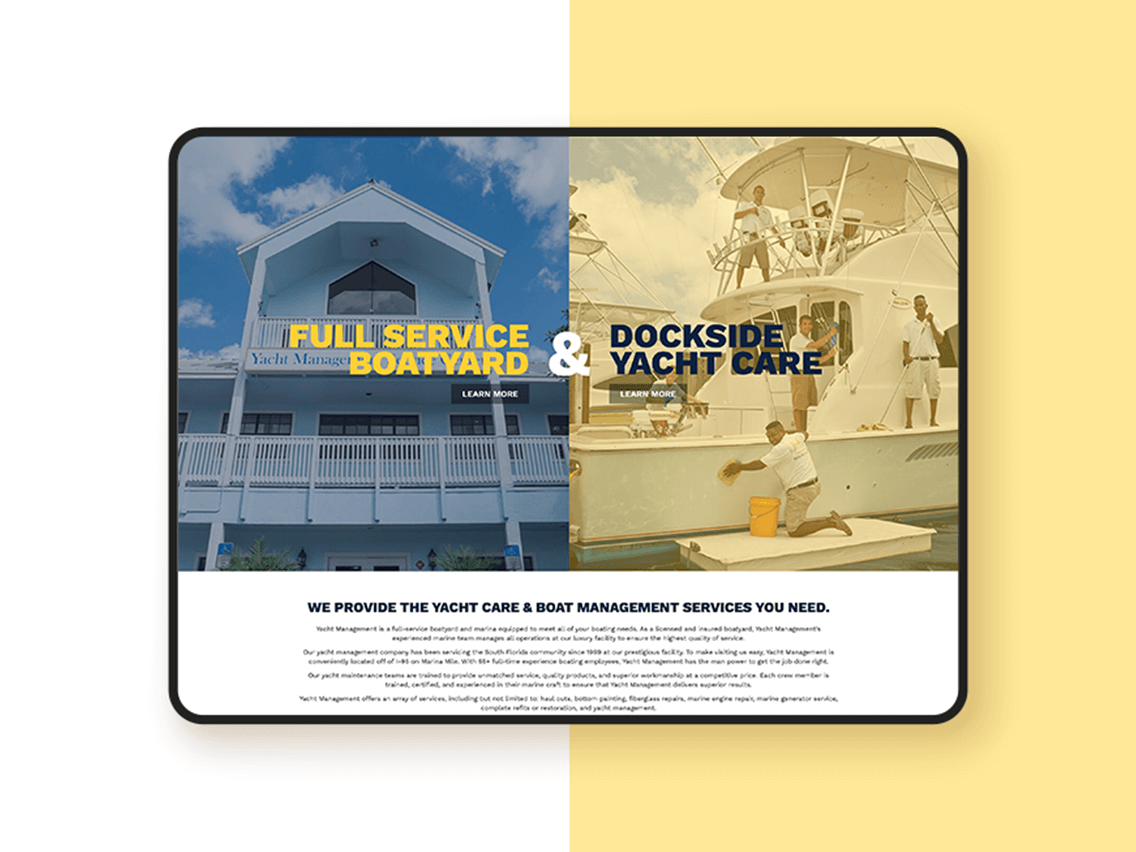 FULL SERVICE
BOATYARD
Yacht Manager
LEARN MORE
&
DOCKSIDE
YACHT CARE
LEARN MORE
WE PROVIDE THE YACHT CARE & BOAT MANAGEMENT SERVICES YOU NEED.
Yacht Management is a full-service boatyard and marina equipped to meet all of your boating needs. As a licensed and insured boatyard, Yacht Management's
experienced marine team manages all operations at our luxury facility to ensure the highest quality of service.
Our yacht management company has been servicing the South Florida community since 1989 at our prestigious facility. To make visiting us easy, Yacht Management is
conveniently located off of I-95 on Marina Mile. With 55+ full-time experience boating employees, Yacht Management has the man power to get the job done right.
Our yacht maintenance teams are trained to provide unmatched service, quality products, and superior workmanship at a competitive price. Each crew member is
trained, certified, and experienced in their marine craft to ensure that Yacht Management delivers superior results.
Yacht Management offers an array of services, including but not limited to: haul outs, bottom painting, fiberglass repairs, marine engine repair, marine generator service,
complete refits or restoration, and yacht management.